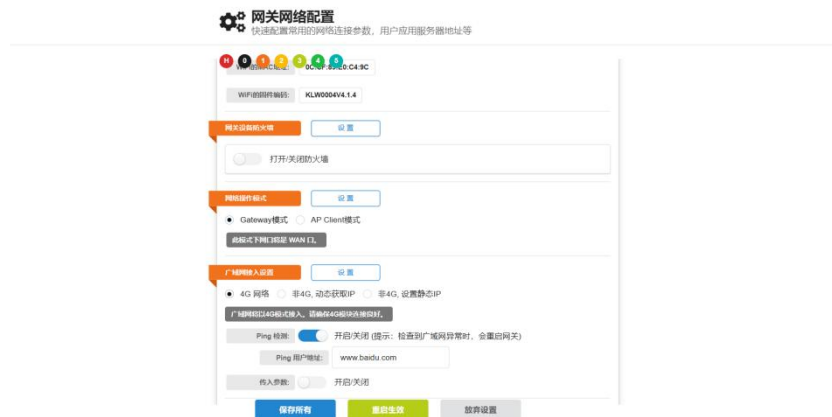 网关网络配置
快速配置常用的网络连接参数，用户应用服务器地址等
H 0 1 2 3 4 5
WiFi的固件编码: KLW0004V4.1.4
网关设备防火墙 设 置
打开/关闭防火墙
网络操作模式 设 置
Gateway模式 AP Client模式
此模式下网口将是 WAN 口。
广域网接入设置 设 置
4G 网络 非4G, 动态获取IP 非4G, 设置静态IP
广域网络以4G模式接入，请确保4G模块连接良好。
Ping 检测: 开启/关闭 (提示：检查到广域网异常时，会重启网关)
Ping 用户地址: www.baidu.com
传入参数: 开启/关闭
保存所有 重启生效 放弃设置